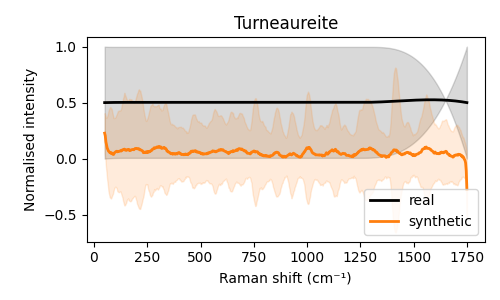 Turneaureite
Normalised intensity
1.0
0.5
0.0
−0.5
0
250
500
750
1000
1250
1500
1750
Raman shift (cm⁻¹)
real
synthetic